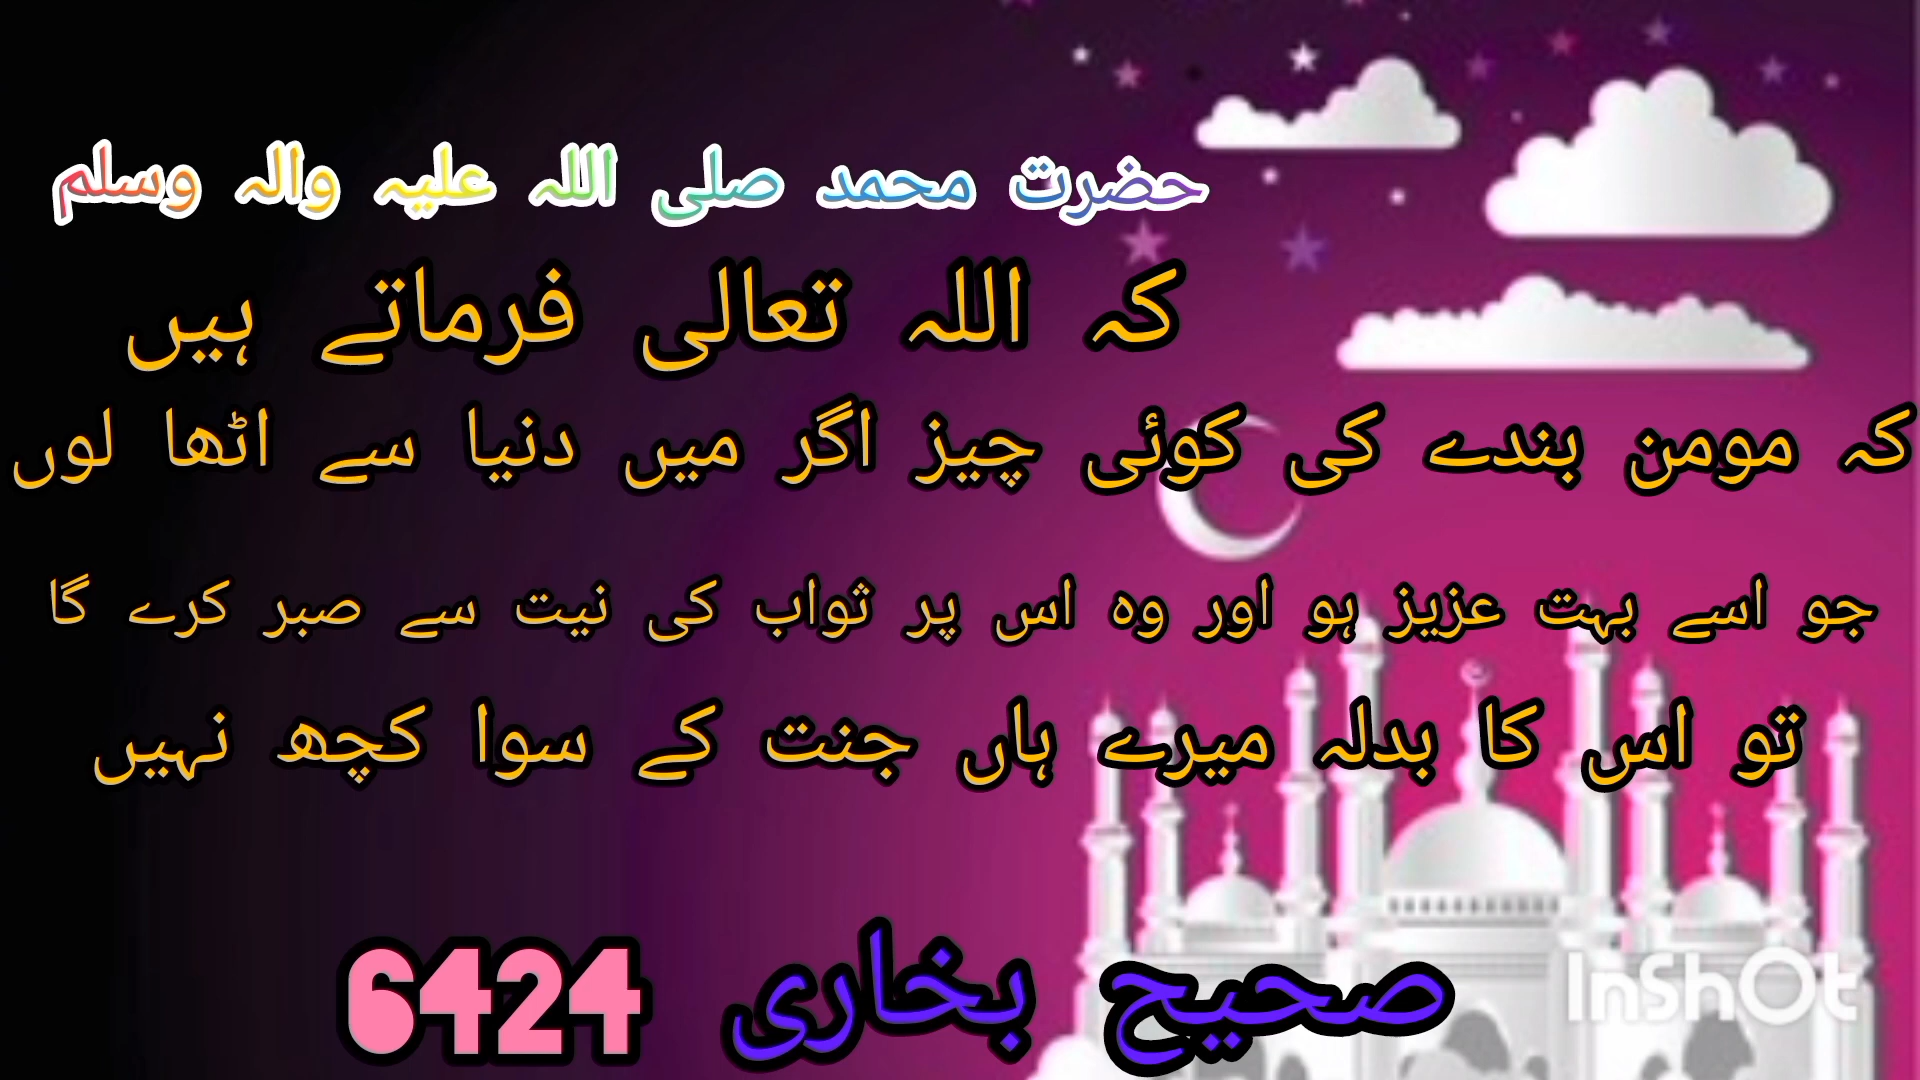 حضرت محمد صلی اللہ علیہ والہ وسلم
کہ اللہ تعالی فرماتے ہیں
کہ مومن بندے کی کوئی چیز اگر میں دنیا سے اٹھا لوں
جو اسے بہت عزیز ہو اور وہ اس پر ثواب کی نیت سے صبر کرے گا
تو اس کا بدلہ میرے ہاں جنت کے سوا کچھ نہیں
صحیح بخاری 6424
InShOt